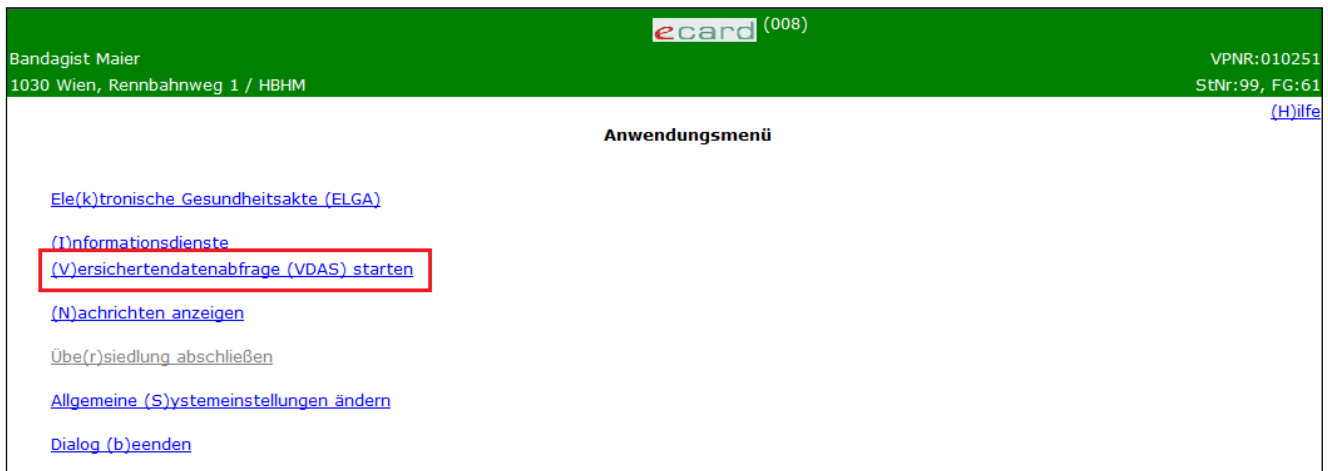 ecard (008)
Bandagist Maier VPNR:010251
1030 Wien, Rennbahnweg 1 / HBHM StNr:99, FG:61
(H)ilfe
Anwendungsmenü
Ele(k)tronische Gesundheitsakte (ELGA)
(I)nformationsdienste
(V)ersichertendatenabfrage (VDAS) starten
(N)achrichten anzeigen
Übe(r)siedlung abschließen
Allgemeine (S)ystemeinstellungen ändern
Dialog (b)eenden